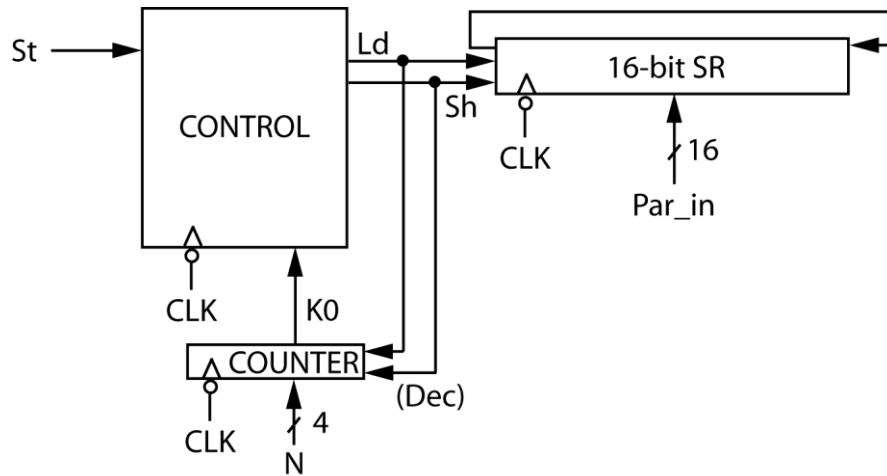 St
CONTROL
Ld
Sh
16-bit SR
CLK
16
Par_in
CLK
K0
COUNTER
(Dec)
CLK
4
N